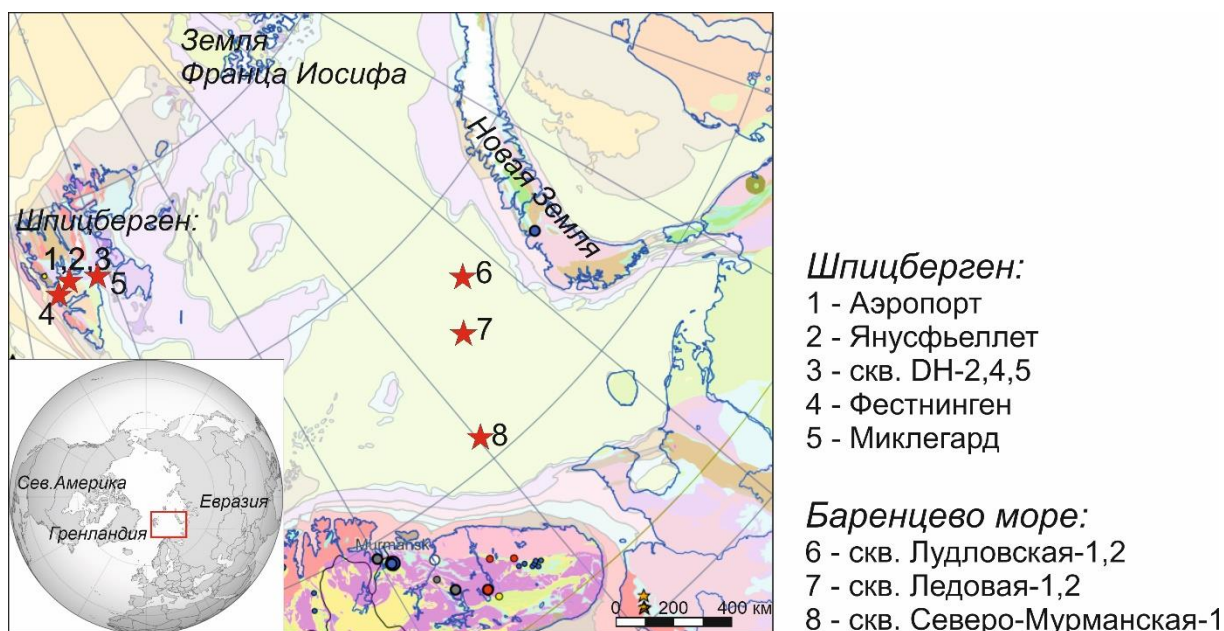 Земля
Франца Иосифа
Новая Земля
Шпицберген:
1,2,3
5
4
6
7
8
Сев.Америка
Евразия
Гренландия
Murmansk
0 200 400 км
Шпицберген:
1 - Аэропорт
2 - Янусфьеллет
3 - скв. DH-2,4,5
4 - Фестнинген
5 - Миклегард
Баренцево море:
6 - скв. Лудловская-1,2
7 - скв. Ледовая-1,2
8 - скв. Северо-Мурманская-1